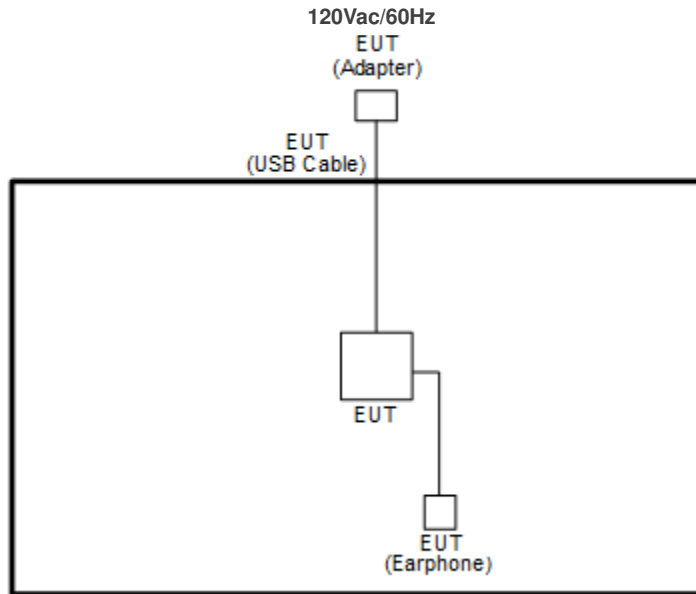 120Vac/60Hz
EUT
(Adapter)
EUT
(USB Cable)
EUT
EUT
(Earphone)